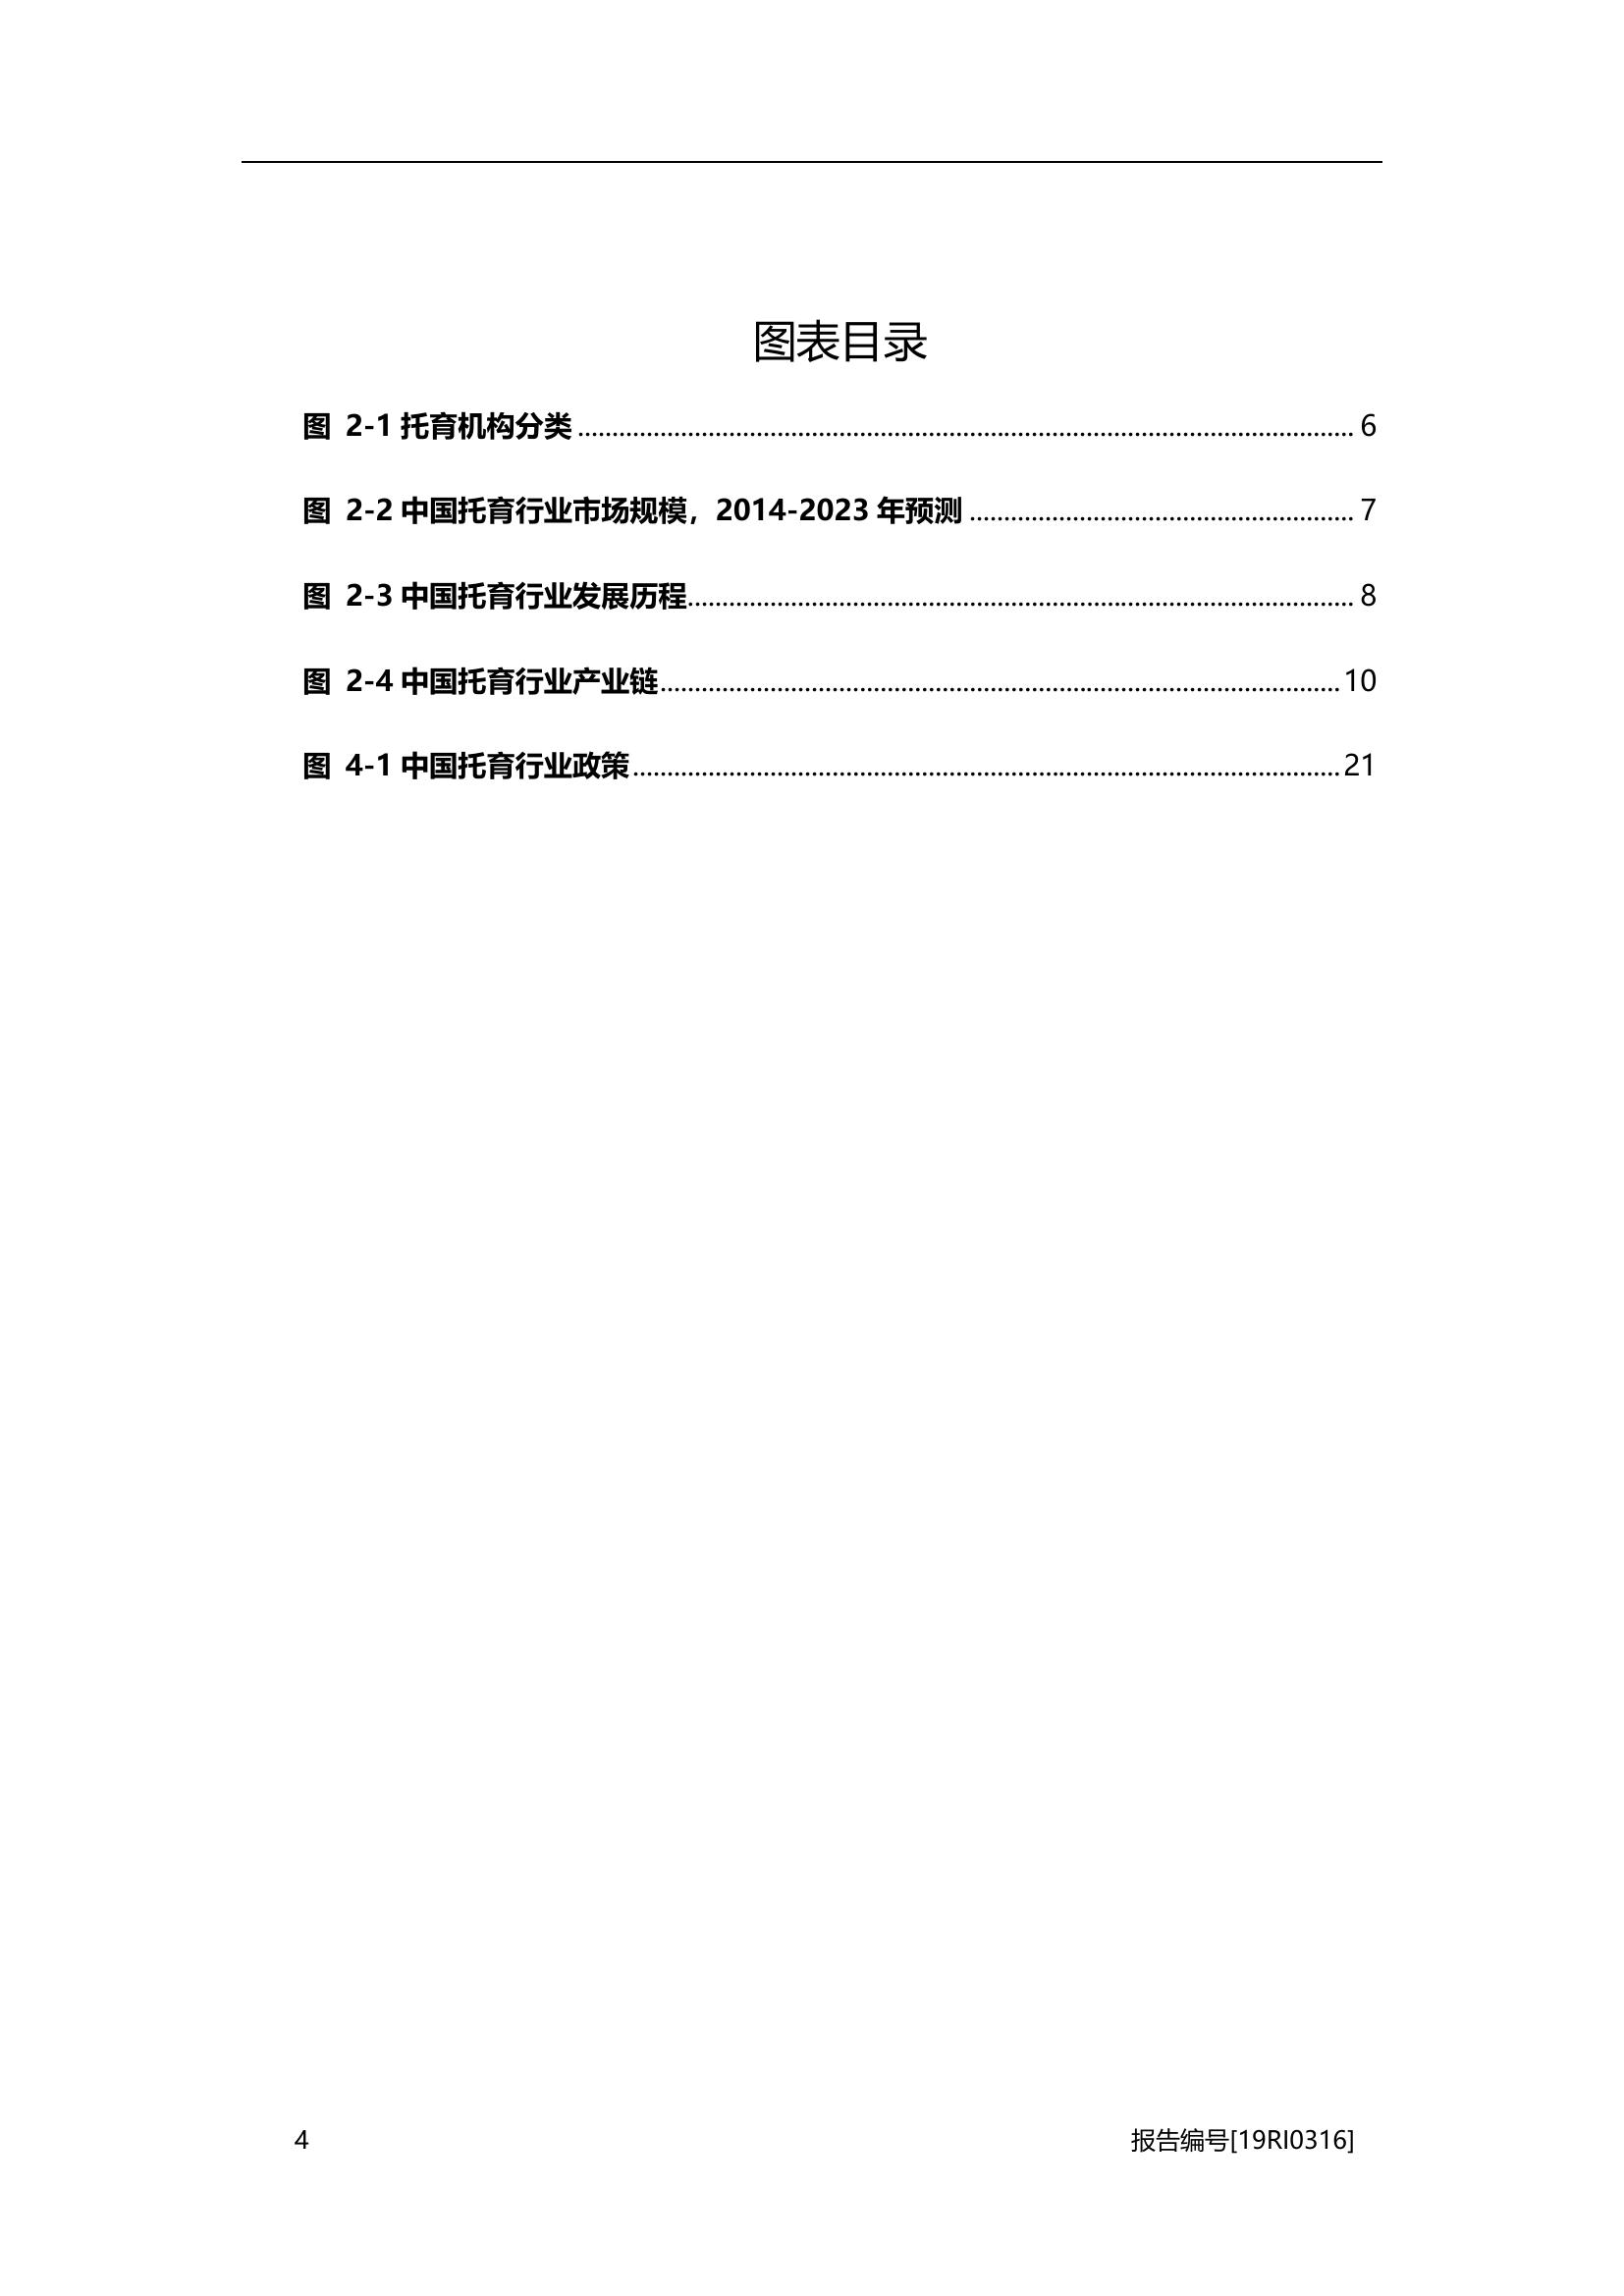 图表目录
图 2-1 托育机构分类 ........................................ 6
图 2-2 中国托育行业市场规模，2014-2023 年预测 ........................................ 7
图 2-3 中国托育行业发展历程........................................ 8
图 2-4 中国托育行业产业链........................................ 10
图 4-1 中国托育行业政策........................................ 21
4 报告编号[19RI0316]